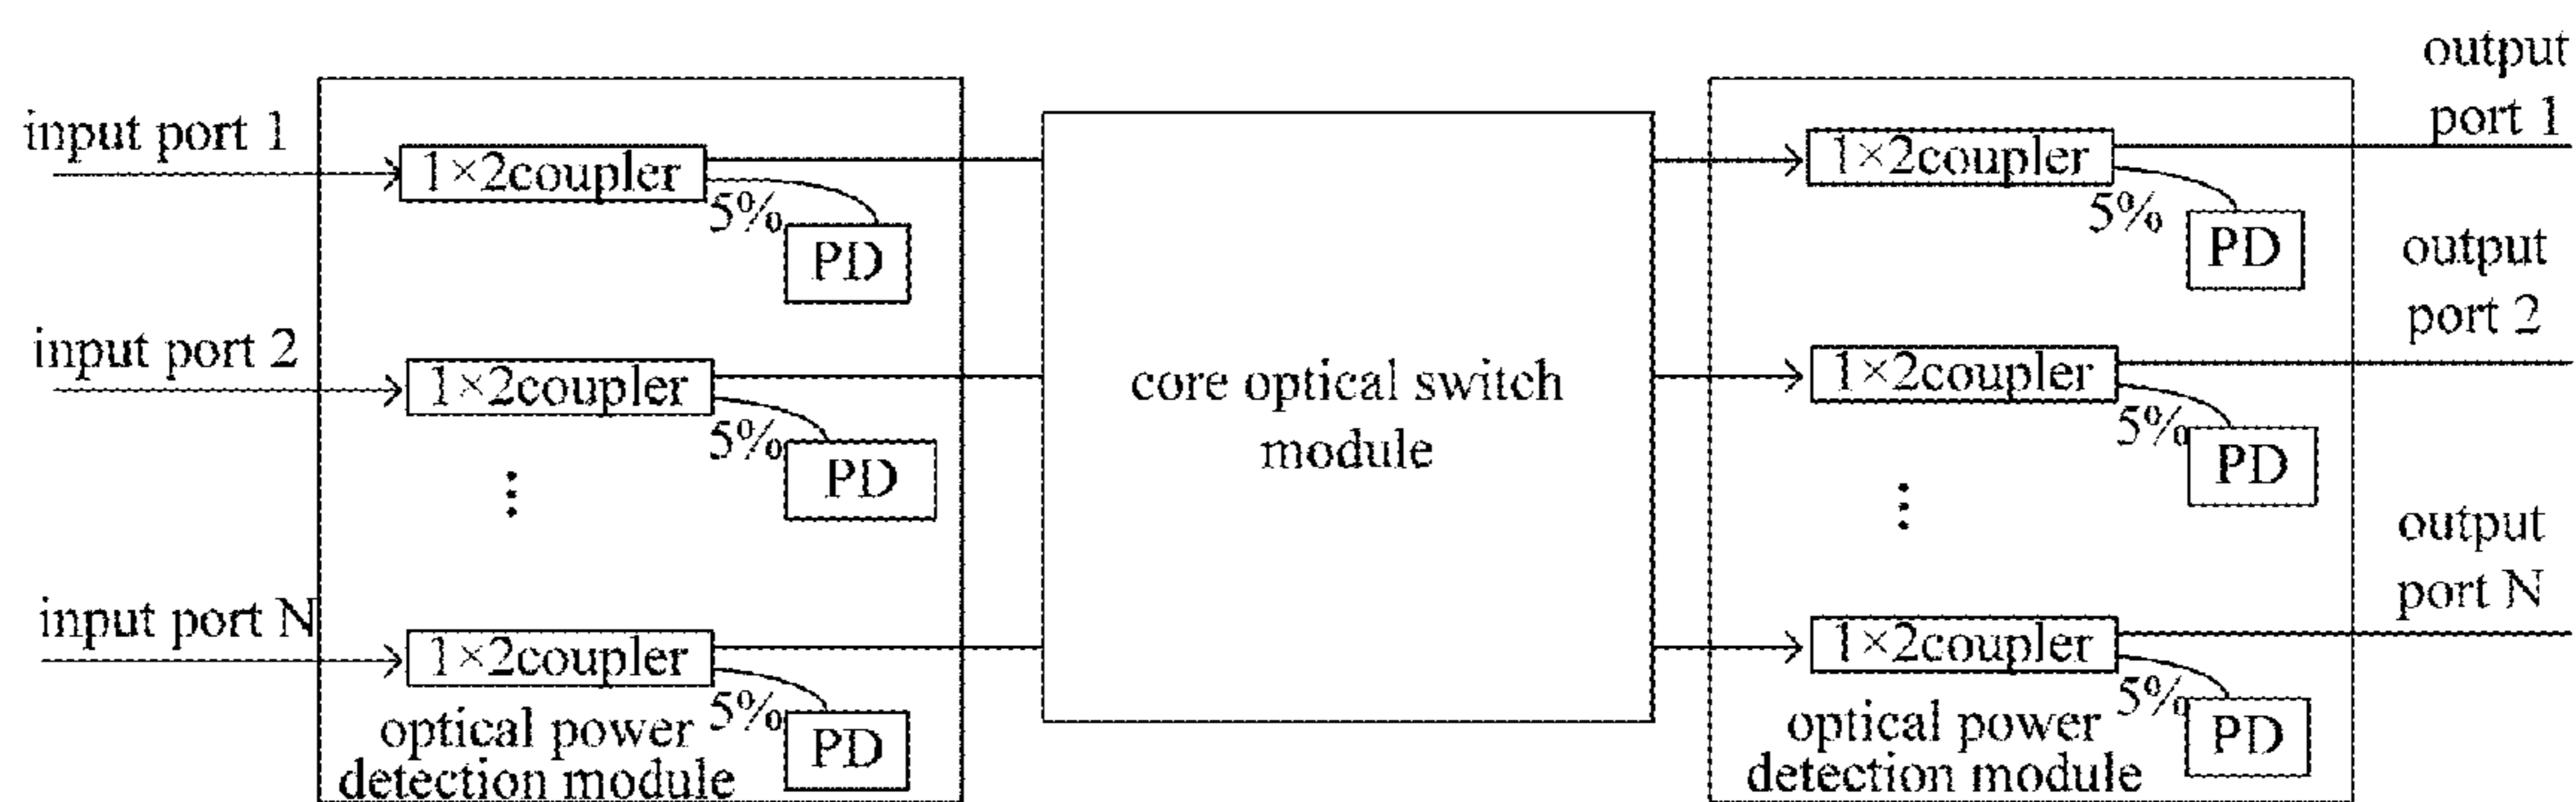 input port 1
1×2coupler
5%
PD
input port 2
1×2coupler
5%
PD
input port N
1×2coupler
5%
PD
optical power
detection module
core optical switch
module
1×2coupler
5%
PD
output
port 1
1×2coupler
5%
PD
output
port 2
1×2coupler
5%
PD
output
port N
optical power
detection module